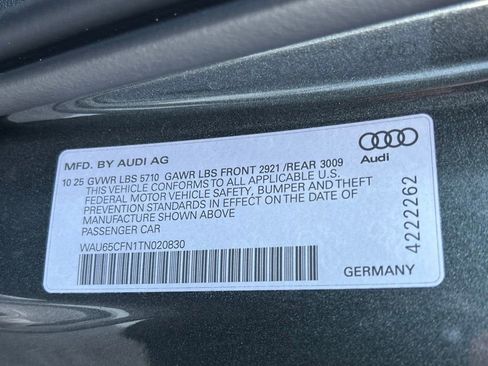 MFD. BY AUDI AG
Audi
10 25 GVWR LBS 5710 GAWR LBS FRONT 2921 /REAR 3009
THIS VEHICLE CONFORMS TO ALL APPLICABLE U.S.
FEDERAL MOTOR VEHICLE SAFETY, BUMPER AND THEFT
PREVENTION STANDARDS IN EFFECT ON THE DATE OF
MANUFACTURE SHOWN ABOVE
PASSENGER CAR
WAU65CFN1TN020830
GERMANY
4222262